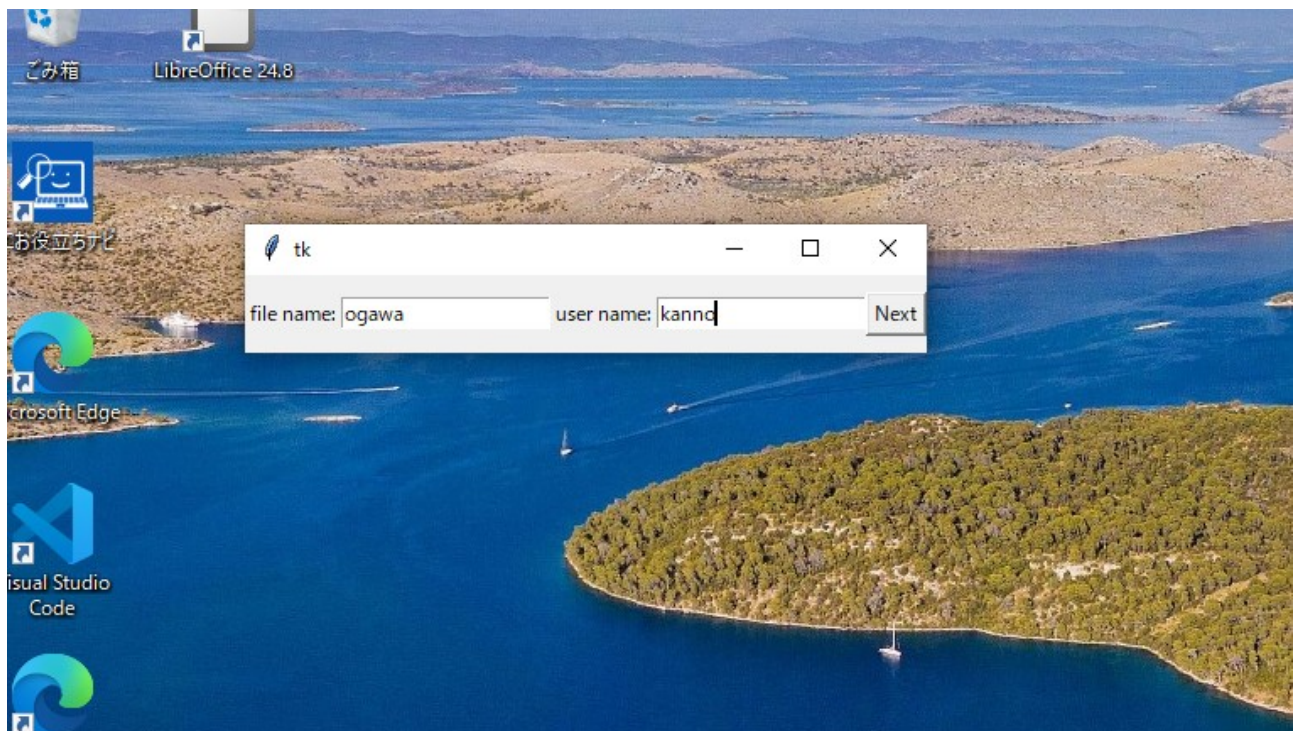 ごみ箱
LibreOffice 24.8
お役立ちナビ
tk
file name: ogawa user name: kanno Next
crosoft Edge
isual Studio
Code